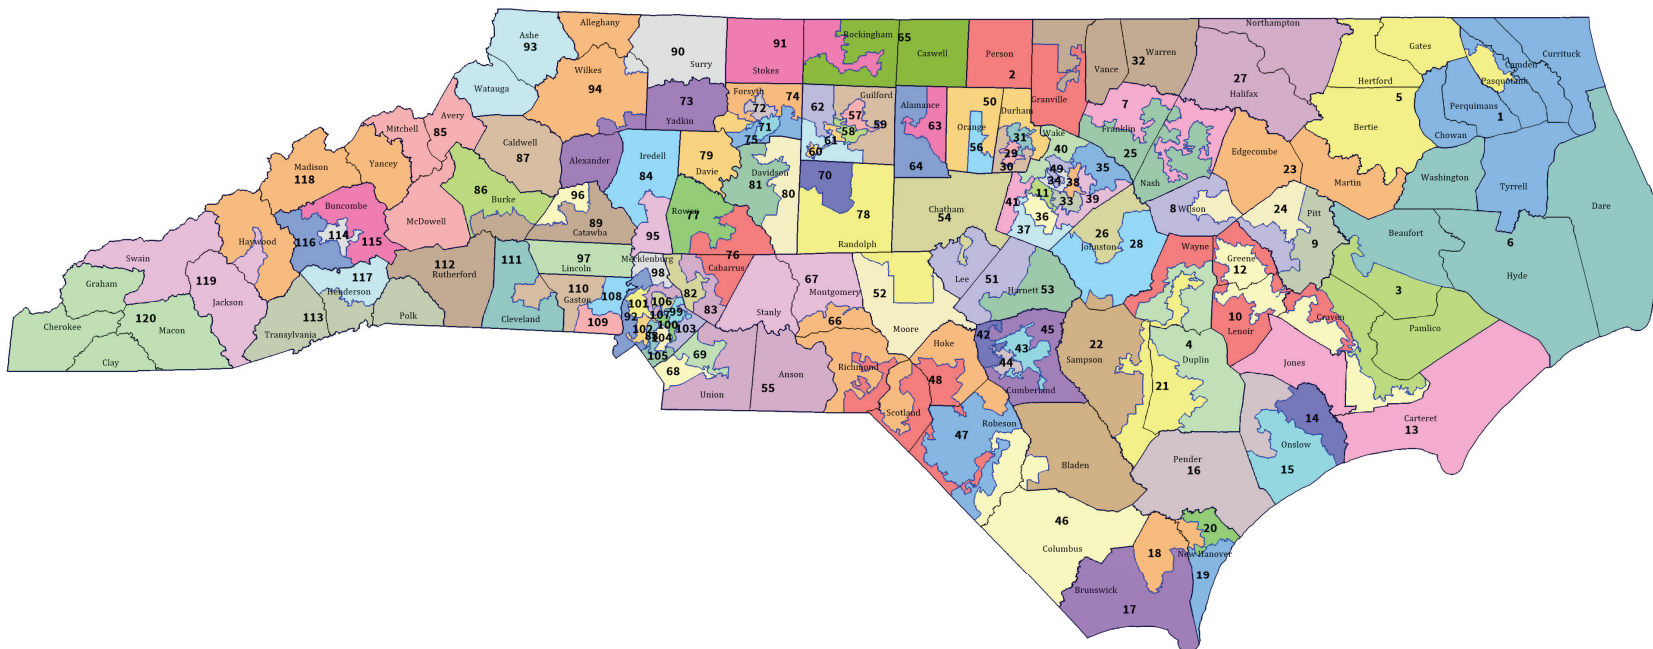 Ashe
93
Alleghany
90
Surry
91
Stokes
Rockingham
65
Caswell
Person
2
Vance
Warren
32
Northampton
27
Halifax
Gates
Hertford
5
Bertie
Camden
Currituck
Pasquotank
Perquimans
1
Chowan
Watauga
Wilkes
94
73
Yadkin
Forsyth
74
72
71
75
62
Guilford
57
59
58
61
60
Alamance
63
64
50
Orange
56
Durham
31
29
30
Granville
7
Franklin
25
Nash
Wake
40
35
49
34
38
11
33
39
41
36
37
Edgecombe
23
Martin
Washington
Tyrrell
Dare
Avery
85
Mitchell
Yancey
Madison
118
Caldwell
87
Alexander
Iredell
84
79
Davie
Davidson
81
80
70
78
Randolph
Chatham
54
8
Wilson
24
Pitt
9
Beaufort
6
Hyde
86
Burke
96
89
Catawba
Rowan
77
95
Buncombe
116
114
115
McDowell
Haywood
Swain
119
Jackson
Graham
Cherokee
120
Macon
Clay
117
Henderson
113
Transylvania
Polk
112
Rutherford
111
Cleveland
97
Lincoln
110
Gaston
108
109
Mecklenburg
98
101
106
107
99
92
102
88
100
104
103
105
76
Cabarrus
82
83
67
Montgomery
Stanly
66
52
Moore
Lee
51
Harnett
53
26
Johnston
28
Wayne
Greene
12
10
Lenoir
Craven
3
Pamlico
69
68
Union
55
Anson
Richmond
Hoke
48
Scotland
42
45
43
44
Cumberland
22
Sampson
4
Duplin
21
Jones
14
Onslow
15
Carteret
13
47
Robeson
Bladen
Pender
16
46
Columbus
18
20
New Hanover
19
Brunswick
17